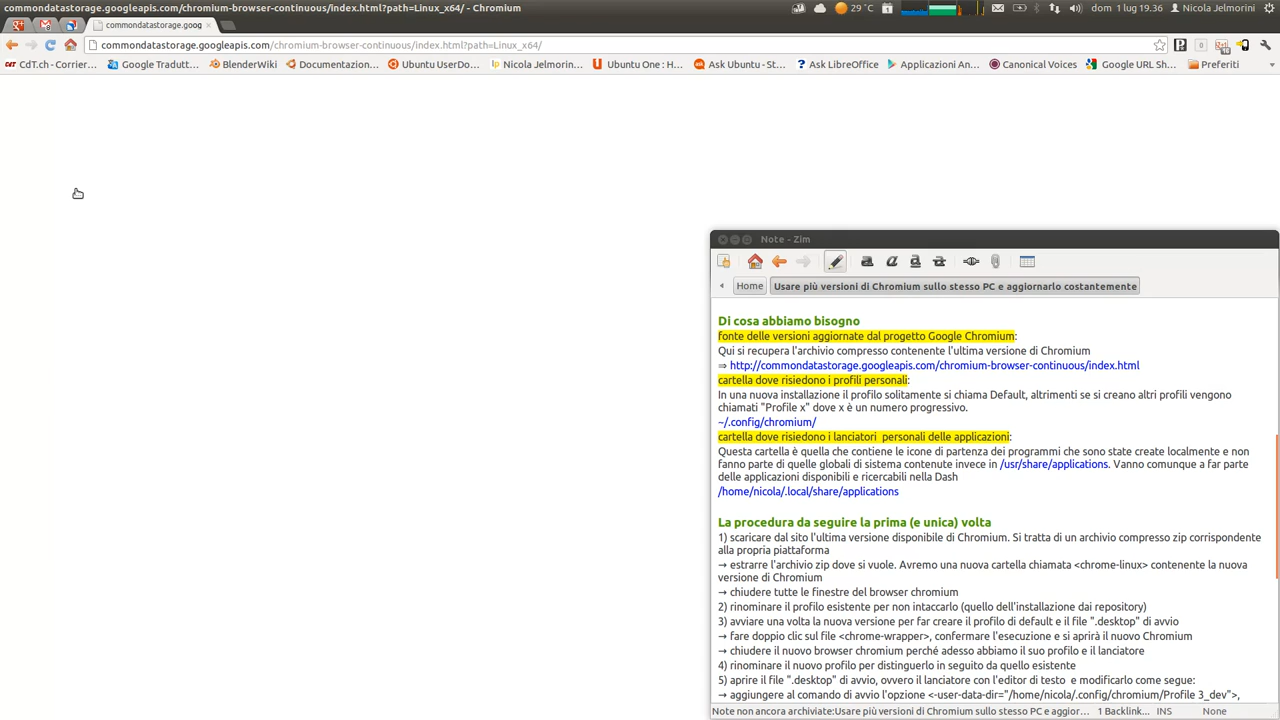 commondatastorage.googleapis.com/chromium-browser-continuous/index.html?path=Linux_x64/ - Chromium
29°C
dom 1 luglio 19.36
Nicola Jelmorini
commondatastorage.goog
commondatastorage.googleapis.com/chromium-browser-continuous/index.html?path=Linux_x64/
CdT.ch - Corrier...
Google Tradutt...
BlenderWiki
Documentazion...
Ubuntu UserDo...
Nicola Jelmorin...
Ubuntu One : H...
Ask Ubuntu - St...
Ask LibreOffice
Applicazioni An...
Canonical Voices
Google URL Sh...
Preferiti
Note - Zim
Home
Usare più versioni di Chromium sullo stesso PC e aggiornarlo costantemente
Di cosa abbiamo bisogno
fonte delle versioni aggiornate dal progetto Google Chromium:
Qui si recupera l'archivio compresso contenente l'ultima versione di Chromium
⇒ http://commondatastorage.googleapis.com/chromium-browser-continuous/index.html
cartella dove risiedono i profili personali:
In una nuova installazione il profilo solitamente si chiama Default, altrimenti se si creano altri profili vengono
chiamati "Profile x" dove x è un numero progressivo.
~/.config/chromium/
cartella dove risiedono i lanciatori  personali delle applicazioni:
Questa cartella è quella che contiene le icone di partenza dei programmi che sono state create localmente e non
fanno parte di quelle globali di sistema contenute invece in /usr/share/applications. Vanno comunque a far parte
delle applicazioni disponibili e ricercabili nella Dash
/home/nicola/.local/share/applications
La procedura da seguire la prima (e unica) volta
1) scaricare dal sito l'ultima versione disponibile di Chromium. Si tratta di un archivio compresso zip corrispondente
alla propria piattaforma
→ estrarre l'archivio zip dove si vuole. Avremo una nuova cartella chiamata <chrome-linux> contenente la nuova
versione di Chromium
→ chiudere tutte le finestre del browser chromium
2) rinominare il profilo esistente per non intaccarlo (quello dell'installazione dai repository)
3) avviare una volta la nuova versione per far creare il profilo di default e il file ".desktop" di avvio
→ fare doppio clic sul file <chrome-wrapper>, confermare l'esecuzione e si aprirà il nuovo Chromium
→ chiudere il nuovo browser chromium perché adesso abbiamo il suo profilo e il lanciatore
4) rinominare il nuovo profilo per distinguerlo in seguito da quello esistente
5) aprire il file ".desktop" di avvio, ovvero il lanciatore con l'editor di testo  e modificarlo come segue:
→ aggiungere al comando di avvio l'opzione <-user-data-dir="/home/nicola/.config/chromium/Profile 3_dev">,
Note non ancora archiviate:Usare più versioni di Chromium sullo stesso PC e aggior...
1 Backlink...
INS
None